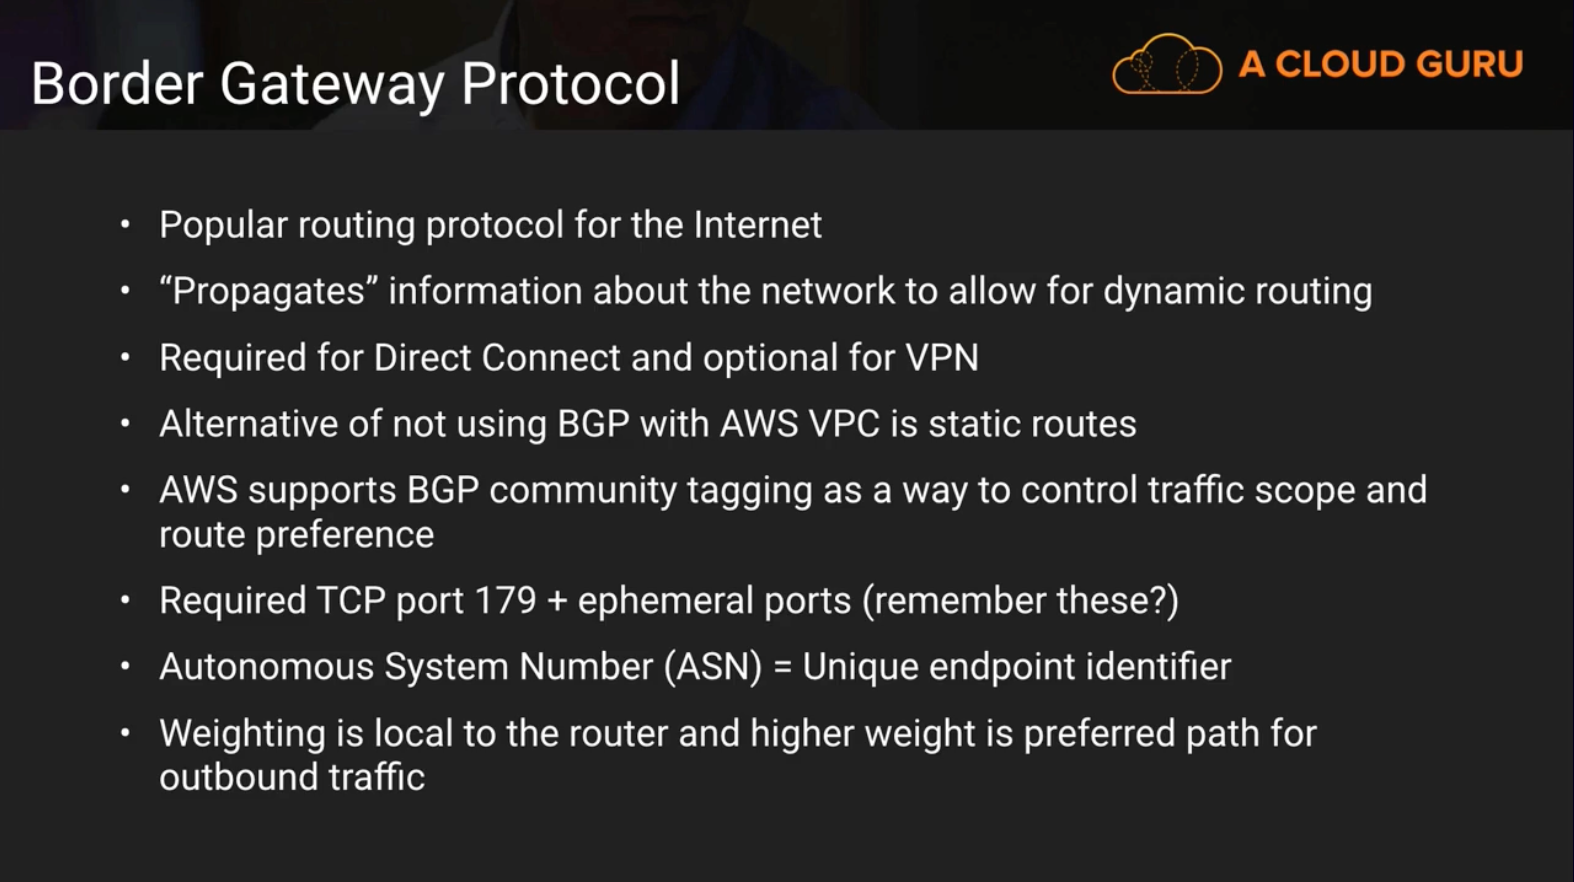 Border Gateway Protocol
A CLOUD GURU
• Popular routing protocol for the Internet
• “Propagates” information about the network to allow for dynamic routing
• Required for Direct Connect and optional for VPN
• Alternative of not using BGP with AWS VPC is static routes
• AWS supports BGP community tagging as a way to control traffic scope and
route preference
• Required TCP port 179 + ephemeral ports (remember these?)
• Autonomous System Number (ASN) = Unique endpoint identifier
• Weighting is local to the router and higher weight is preferred path for
outbound traffic